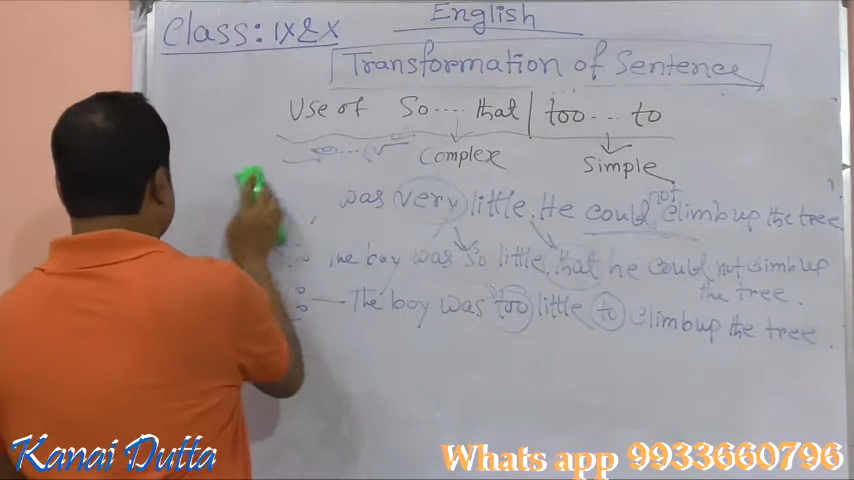 English
Class: IX & X
Transformation of Sentence
Use of So.... that | too... to
Complex
Simple
was very little. He could not climb up the tree.
the boy was so little that he could not climb up
the tree.
The boy was too little to climb up the tree.
Kanai Dutta
Whats app 9933660796